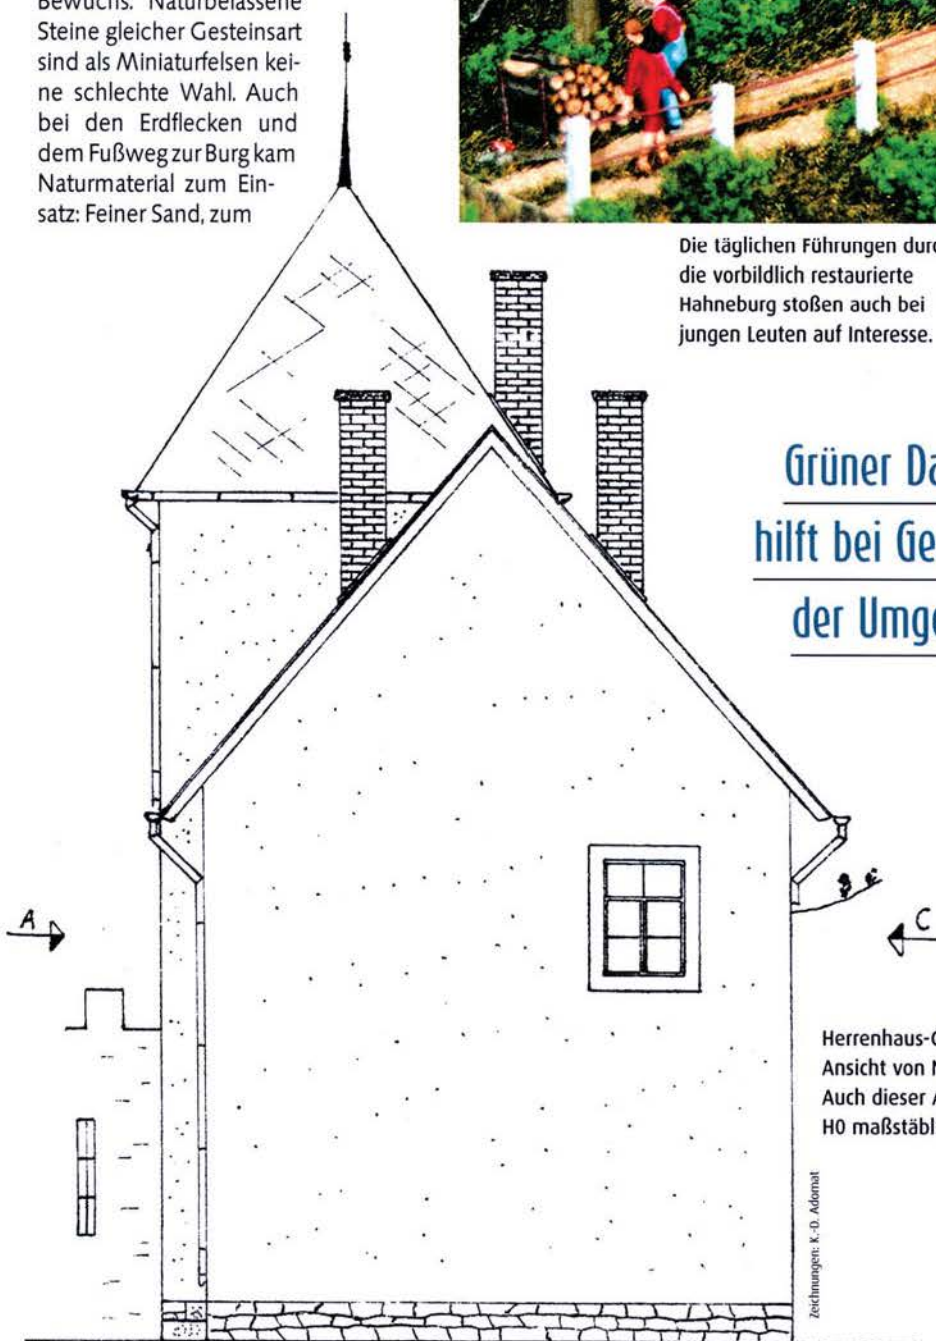 Bewuchs. Naturbelassene
Steine gleicher Gesteinsart
sind als Miniaturfelsen kei-
ne schlechte Wahl. Auch
bei den Erdflecken und
dem Fußweg zur Burg kam
Naturmaterial zum Ein-
satz: Feiner Sand, zum
Die täglichen Führungen durc
die vorbildlich restaurierte
Hahneburg stoßen auch bei
jungen Leuten auf Interesse.
Grüner Da
hilft bei Ge
der Umge
A
C
Herrenhaus-G
Ansicht von N
Auch dieser A
H0 maßstäbl
Zeichnungen: K.-D. Adomat